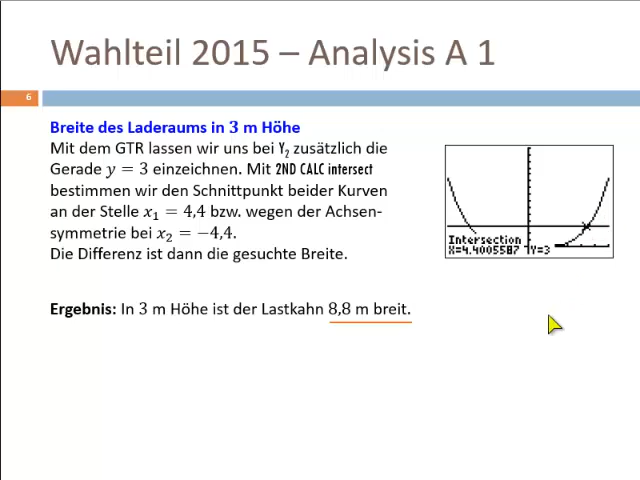 Wahlteil 2015 – Analysis A 1
6
Breite des Laderaums in 3 m Höhe
Mit dem GTR lassen wir uns bei Y₂ zusätzlich die
Gerade y = 3 einzeichnen. Mit 2ND CALC intersect
bestimmen wir den Schnittpunkt beider Kurven
an der Stelle x₁ = 4,4 bzw. wegen der Achsen-
symmetrie bei x₂ = −4,4.
Die Differenz ist dann die gesuchte Breite.
Intersection
X=4.4005587 Y=3
Ergebnis: In 3 m Höhe ist der Lastkahn 8,8 m breit.